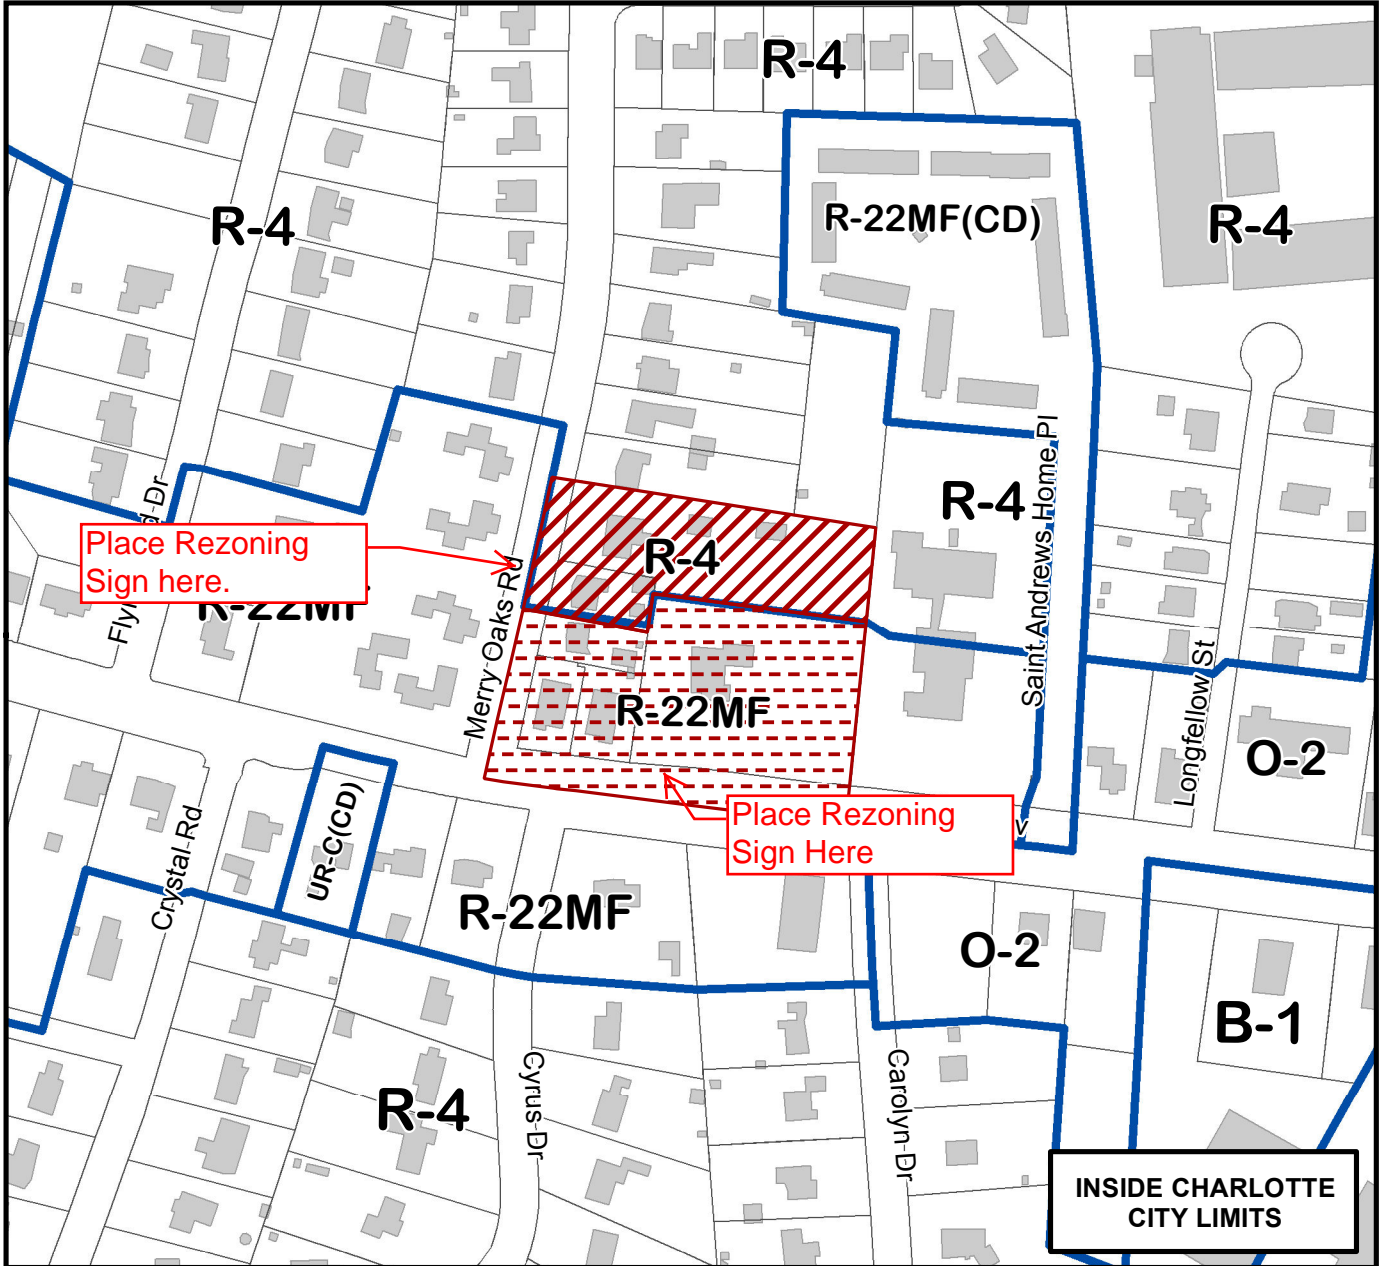 R-4
R-22MF(CD)
R-4
R-4
R-4
Saint Andrews Home Pl
Place Rezoning
Sign here.
R-4
R-22MF
Merry Oaks Rd
R-22MF
Longfellow St
O-2
Place Rezoning
Sign Here
Crystal Rd
UR-C(CD)
R-22MF
O-2
B-1
R-4
Cyrus Dr
Carolyn Dr
INSIDE CHARLOTTE
CITY LIMITS